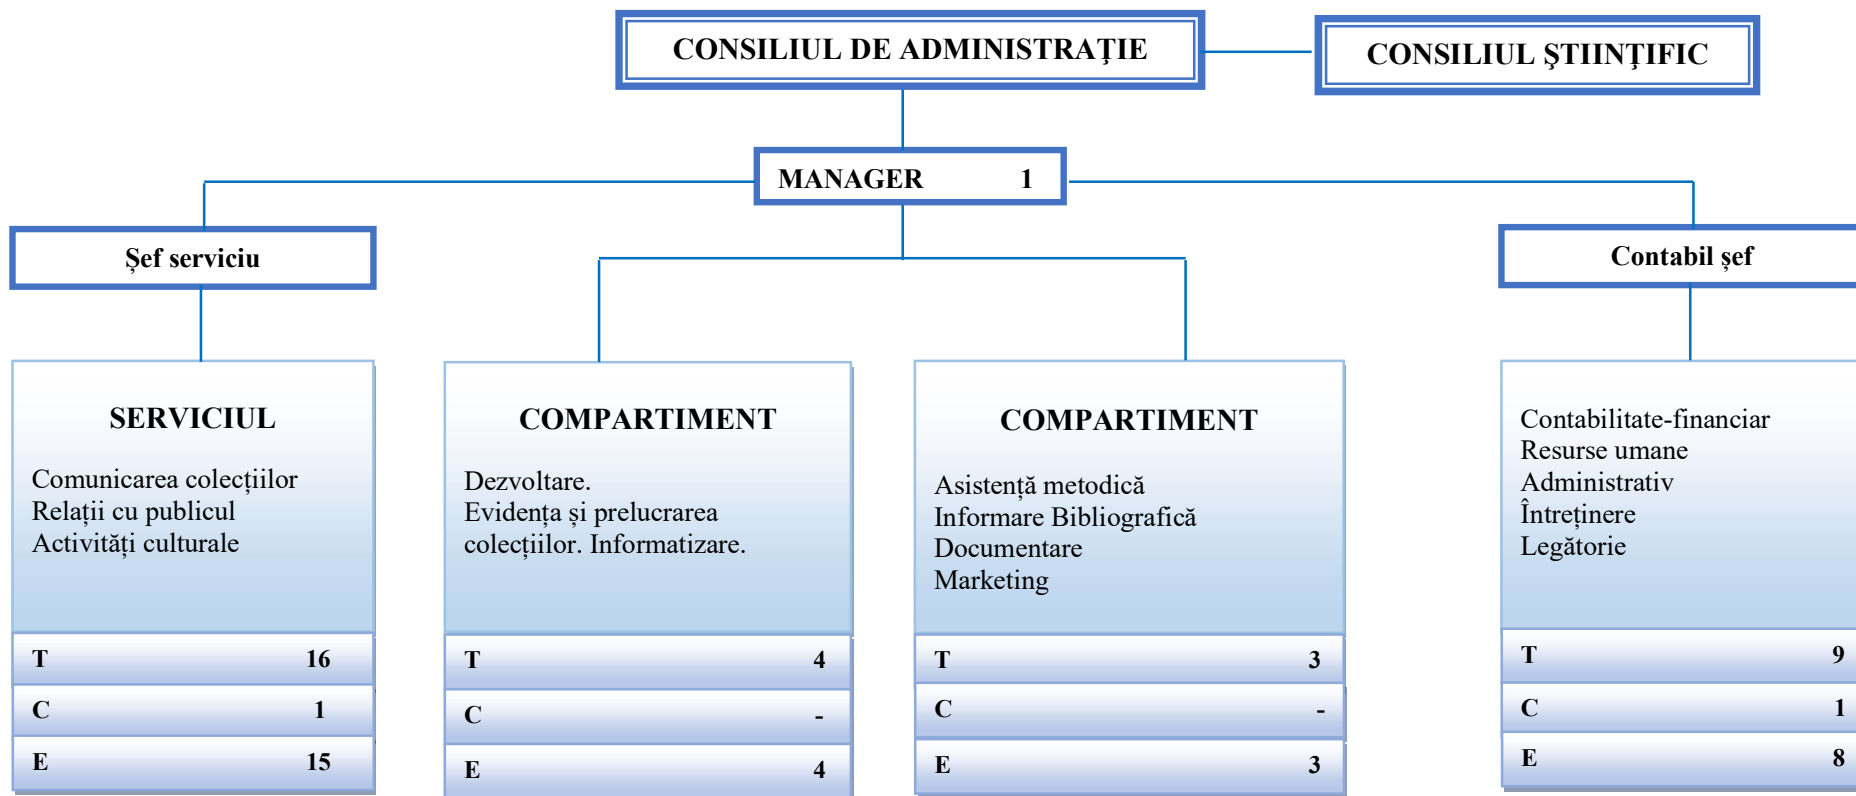 CONSILIUL DE ADMINISTRAŢIE
CONSILIUL ŞTIINŢIFIC
MANAGER 1
Șef serviciu
Contabil șef
SERVICIUL
Comunicarea colecțiilor
Relații cu publicul
Activități culturale
T 16
C 1
E 15
COMPARTIMENT
Dezvoltare.
Evidența și prelucrarea
colecțiilor. Informatizare.
T 4
C -
E 4
COMPARTIMENT
Asistență metodică
Informare Bibliografică
Documentare
Marketing
T 3
C -
E 3
Contabilitate-financiar
Resurse umane
Administrativ
Întreținere
Legătorie
T 9
C 1
E 8